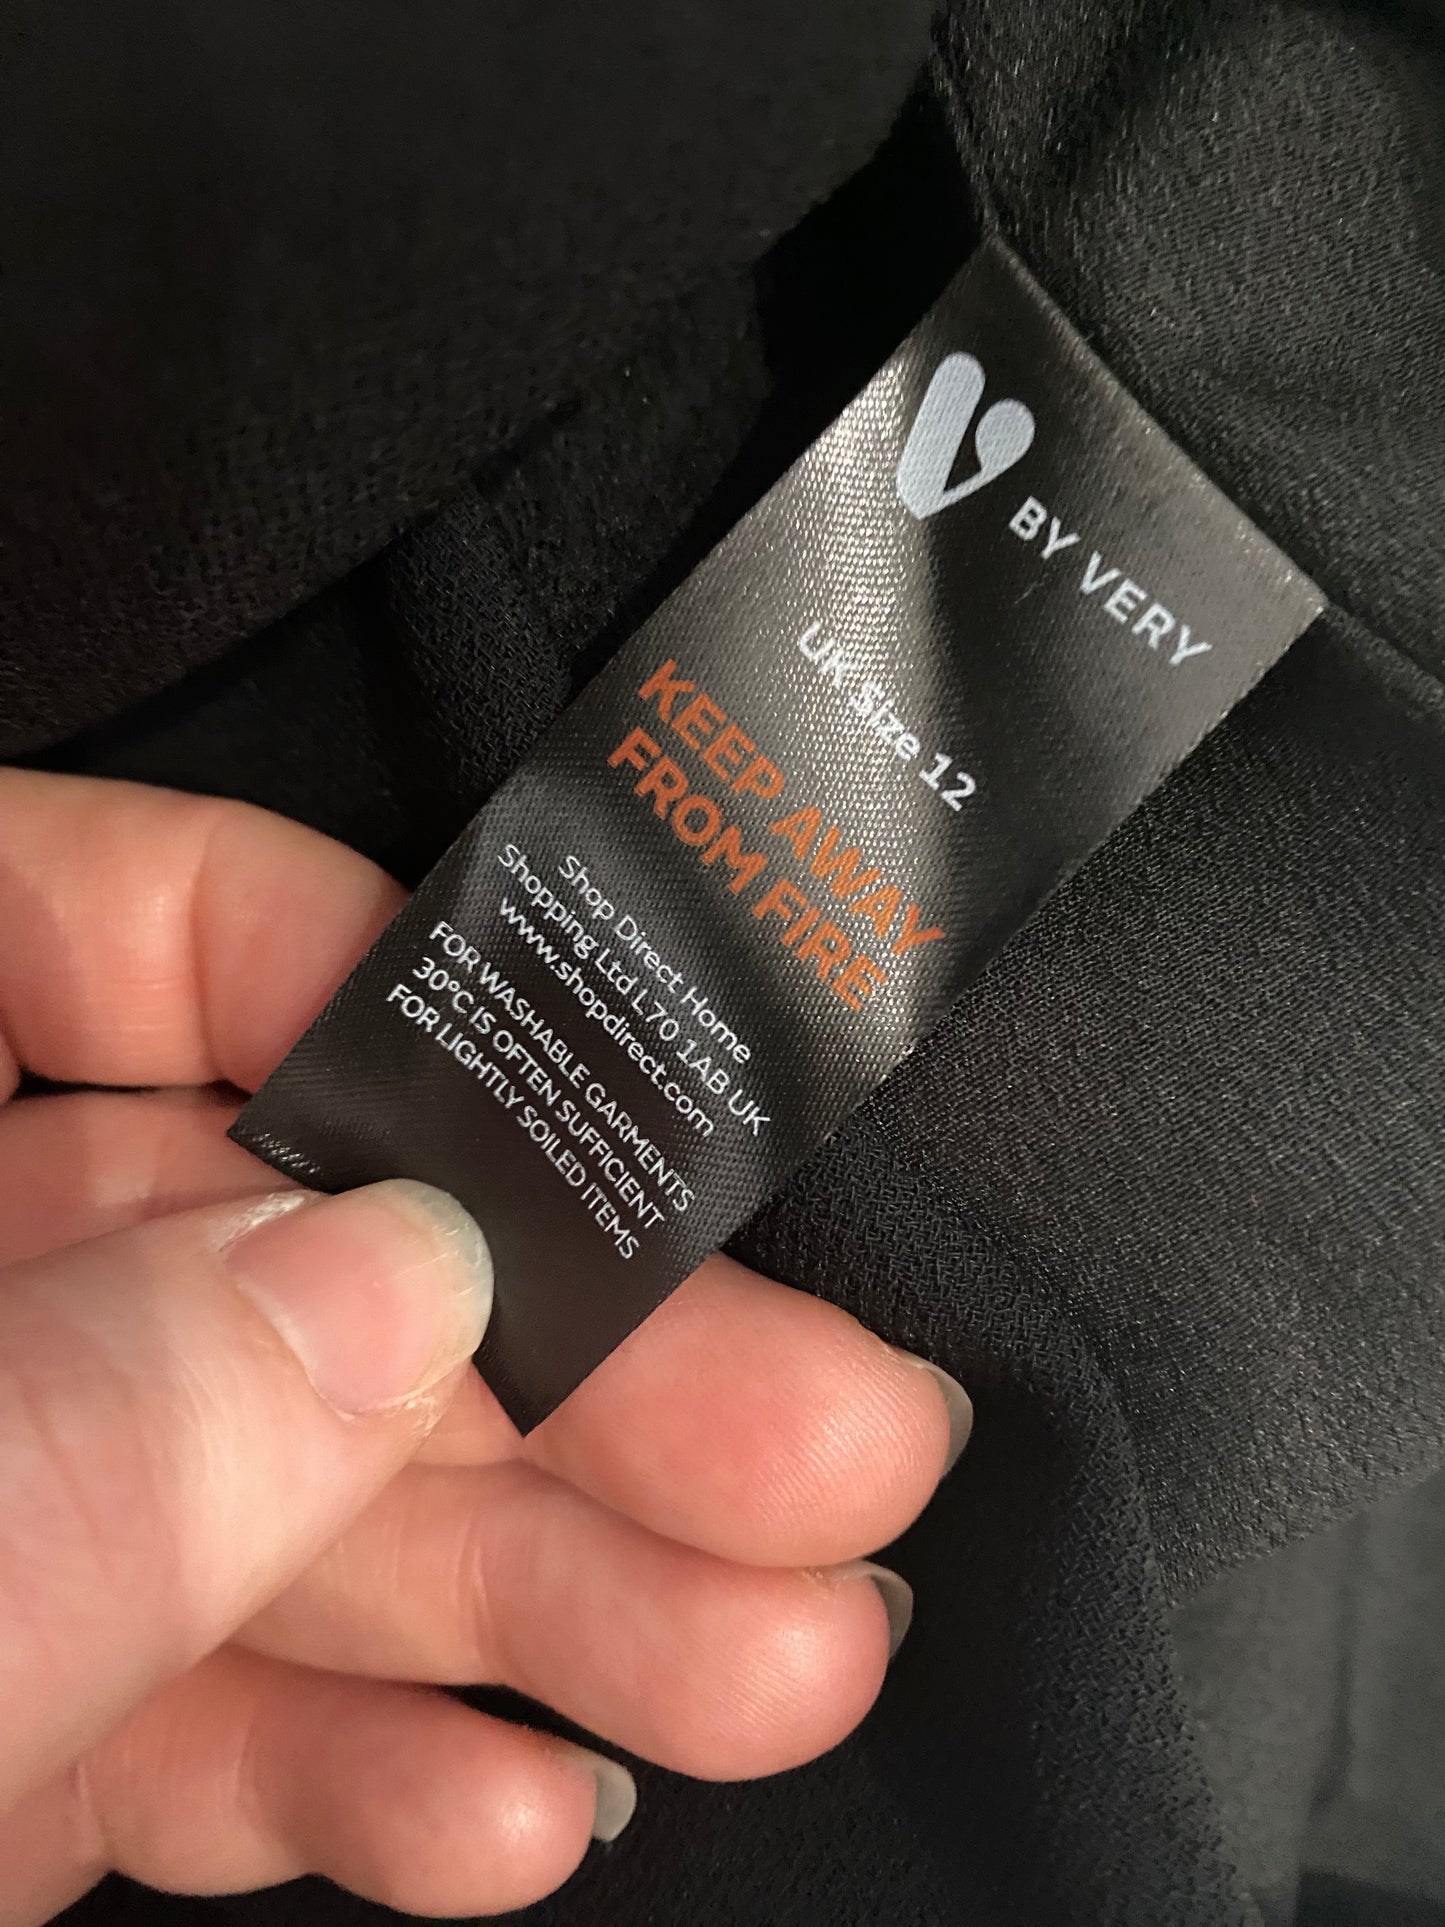 V BY VERY
UK Size 12
KEEP AWAY
FROM FIRE
Shop Direct Home
Shopping Ltd L70 1AB UK
www.shopdirect.com
FOR WASHABLE GARMENTS
30°C IS OFTEN SUFFICIENT
FOR LIGHTLY SOILED ITEMS